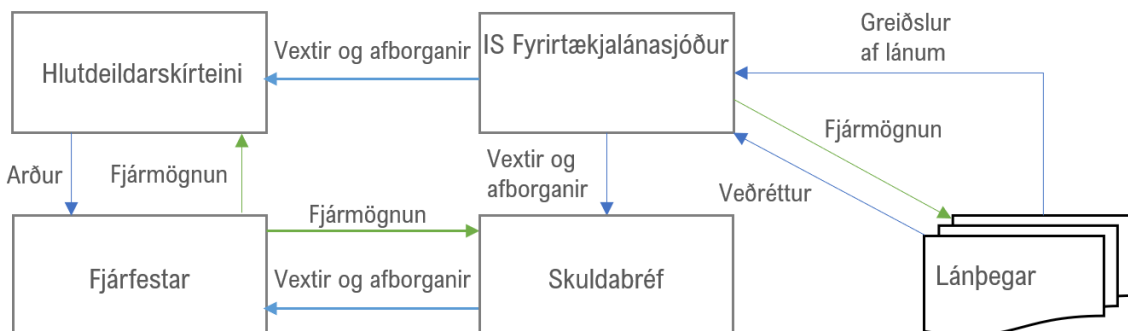 Hlutdeildarskírteini
Vextir og afborganir
IS Fyrirtækjalánasjóður
Greiðslur
af lánum
Arður
Fjármögnun
Vextir og
afborganir
Fjármögnun
Veðréttur
Fjárfestar
Fjármögnun
Vextir og afborganir
Skuldabréf
Lánþegar